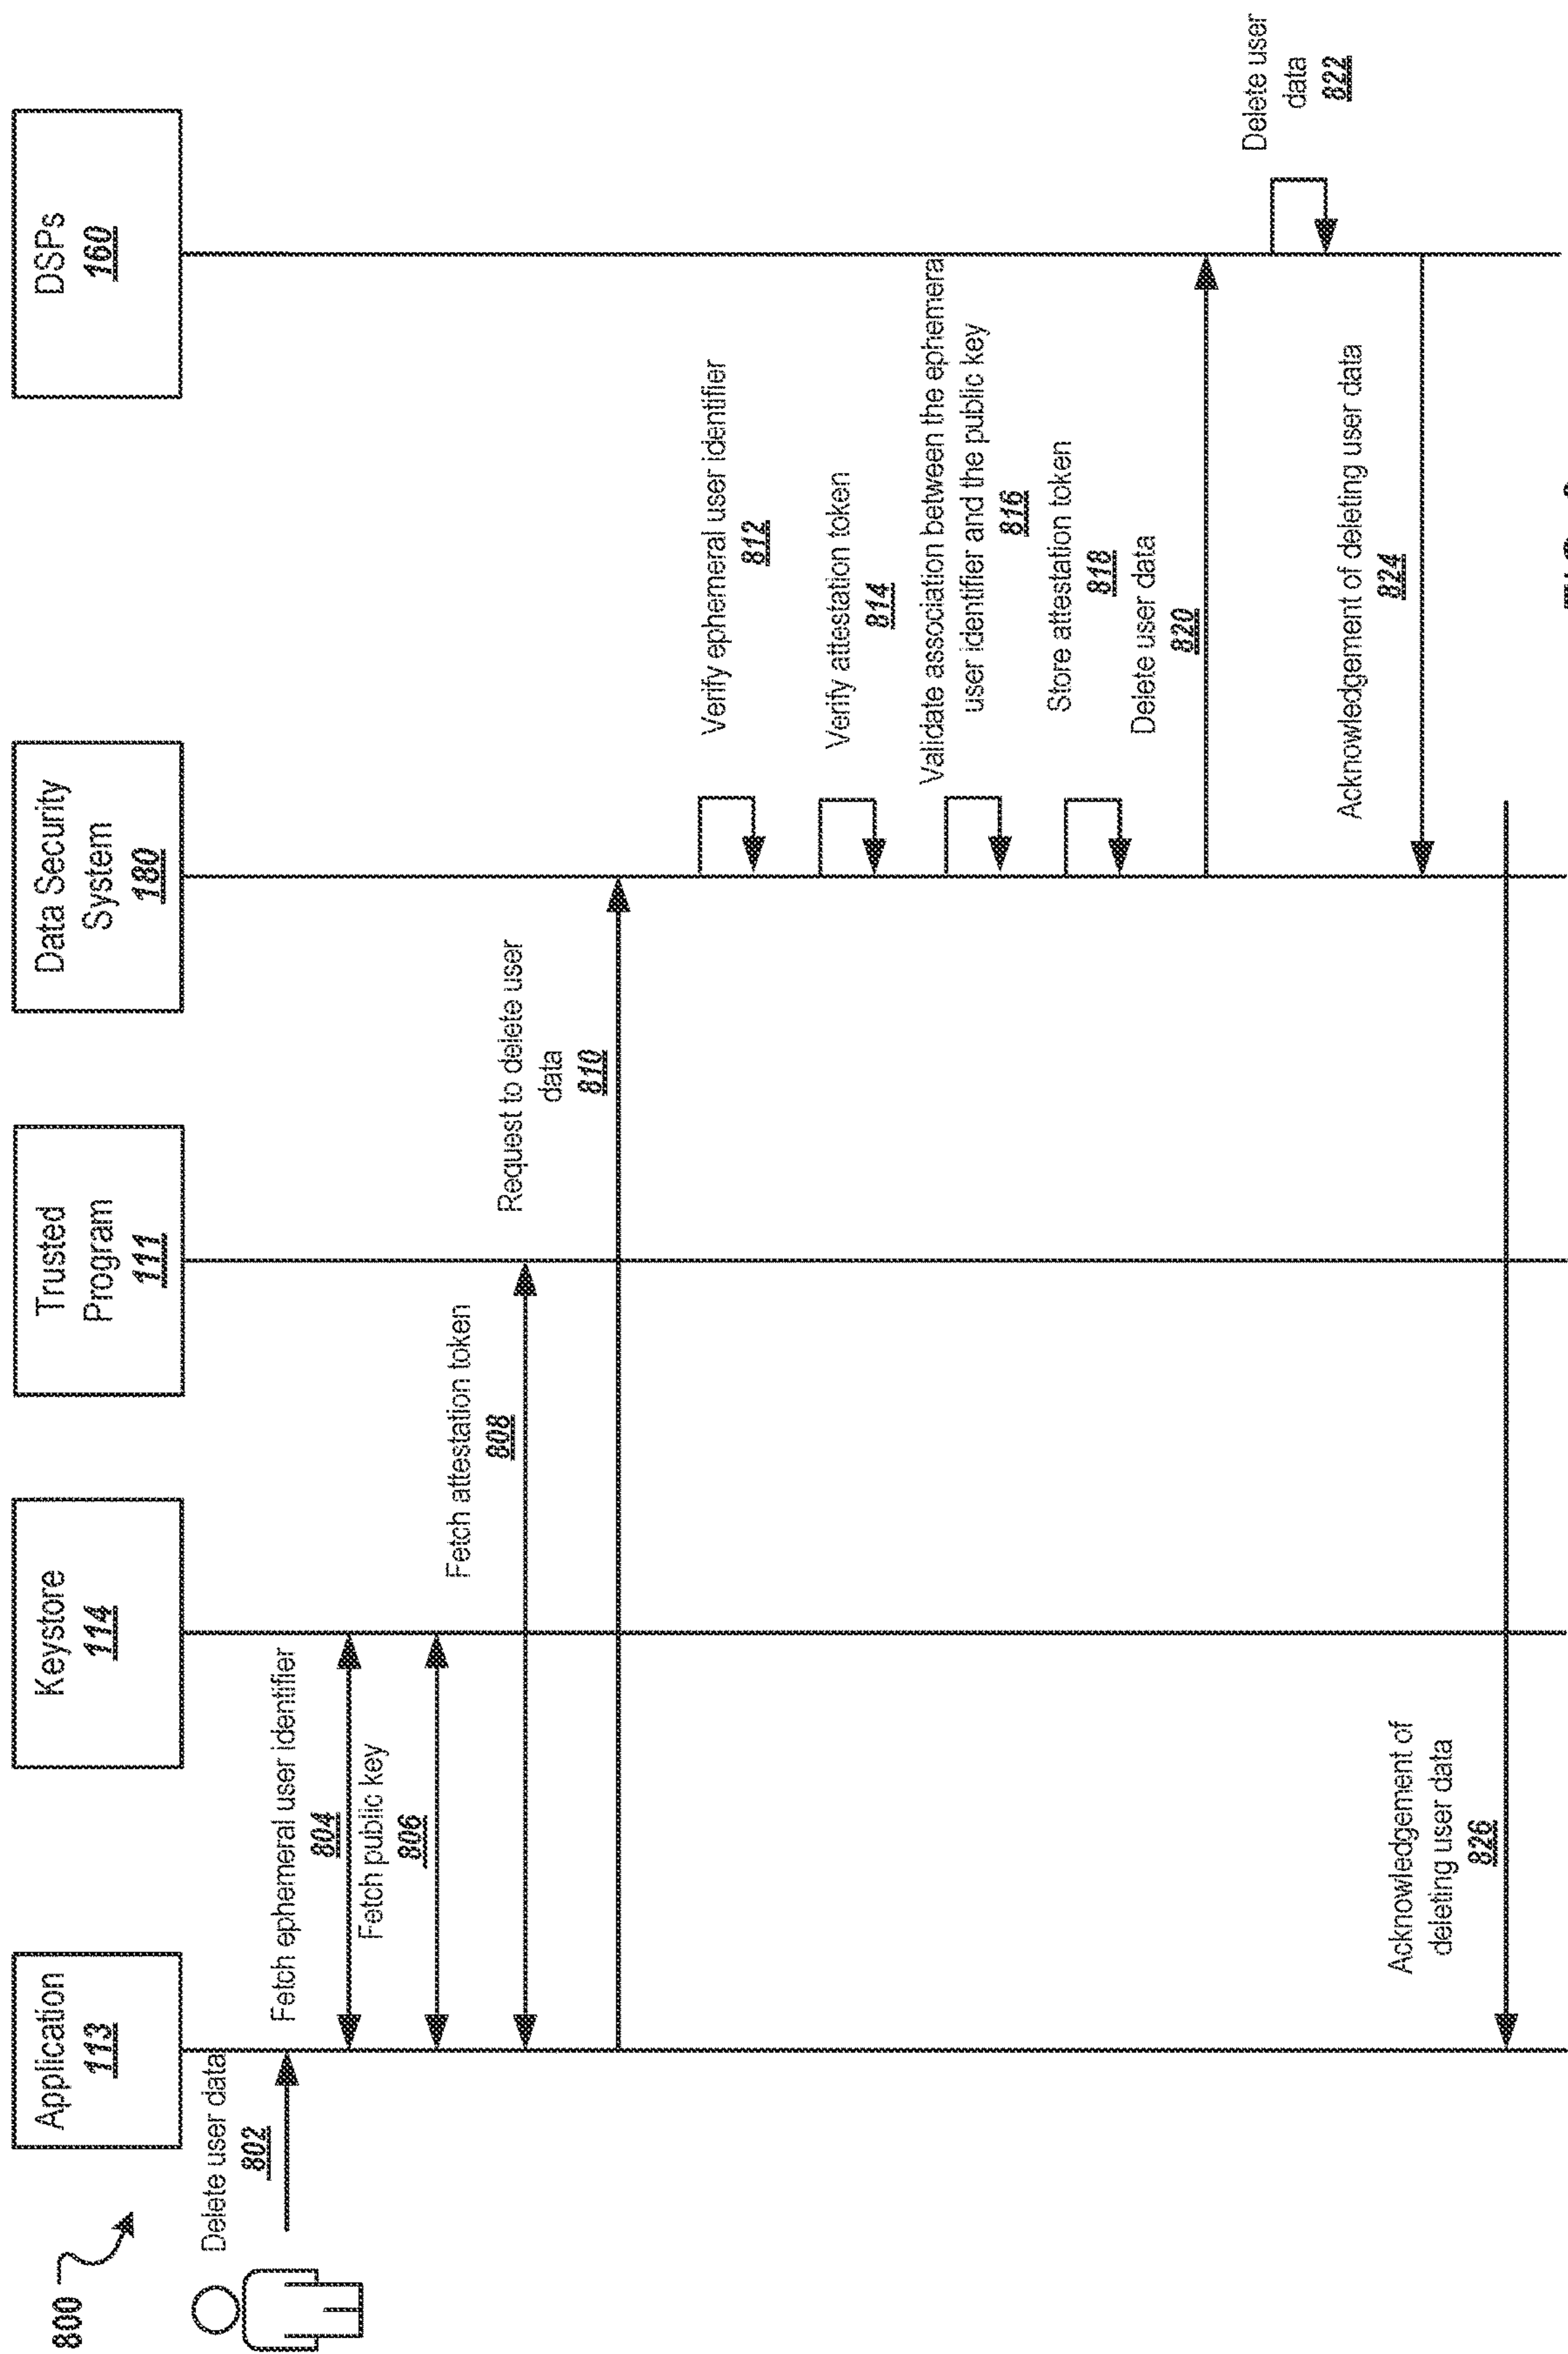 800
Application
113
Keystore
114
Trusted
Program
111
Data Security
System
180
DSPs
160
Delete user data
802
Fetch ephemeral user identifier
804
Fetch public key
806
Fetch attestation token
808
Request to delete user
data
810
Verify ephemeral user identifier
812
Verify attestation token
814
Validate association between the ephemera
user identifier and the public key
816
Store attestation token
818
Delete user data
820
Delete user
data
822
Acknowledgement of deleting user data
824
Acknowledgement of
deleting user data
826